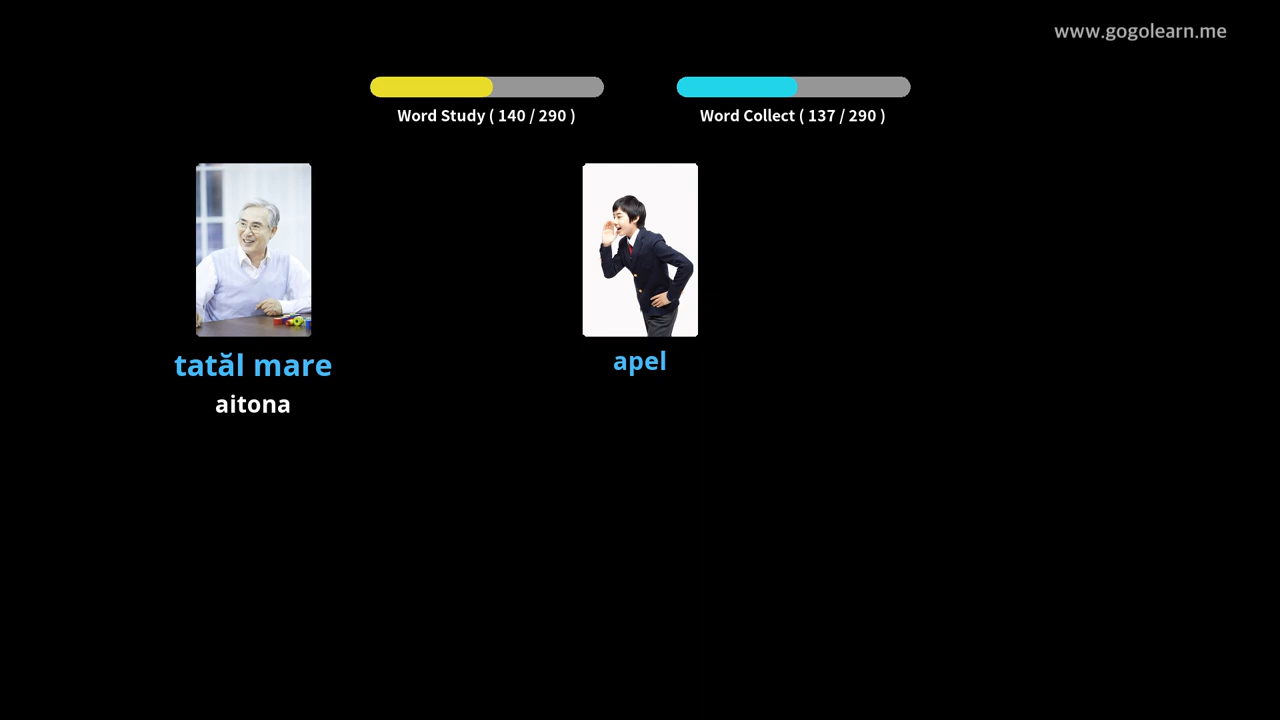 www.gogolearn.me
Word Study ( 140 / 290 )
Word Collect ( 137 / 290 )
tatăl mare
aitona
apel